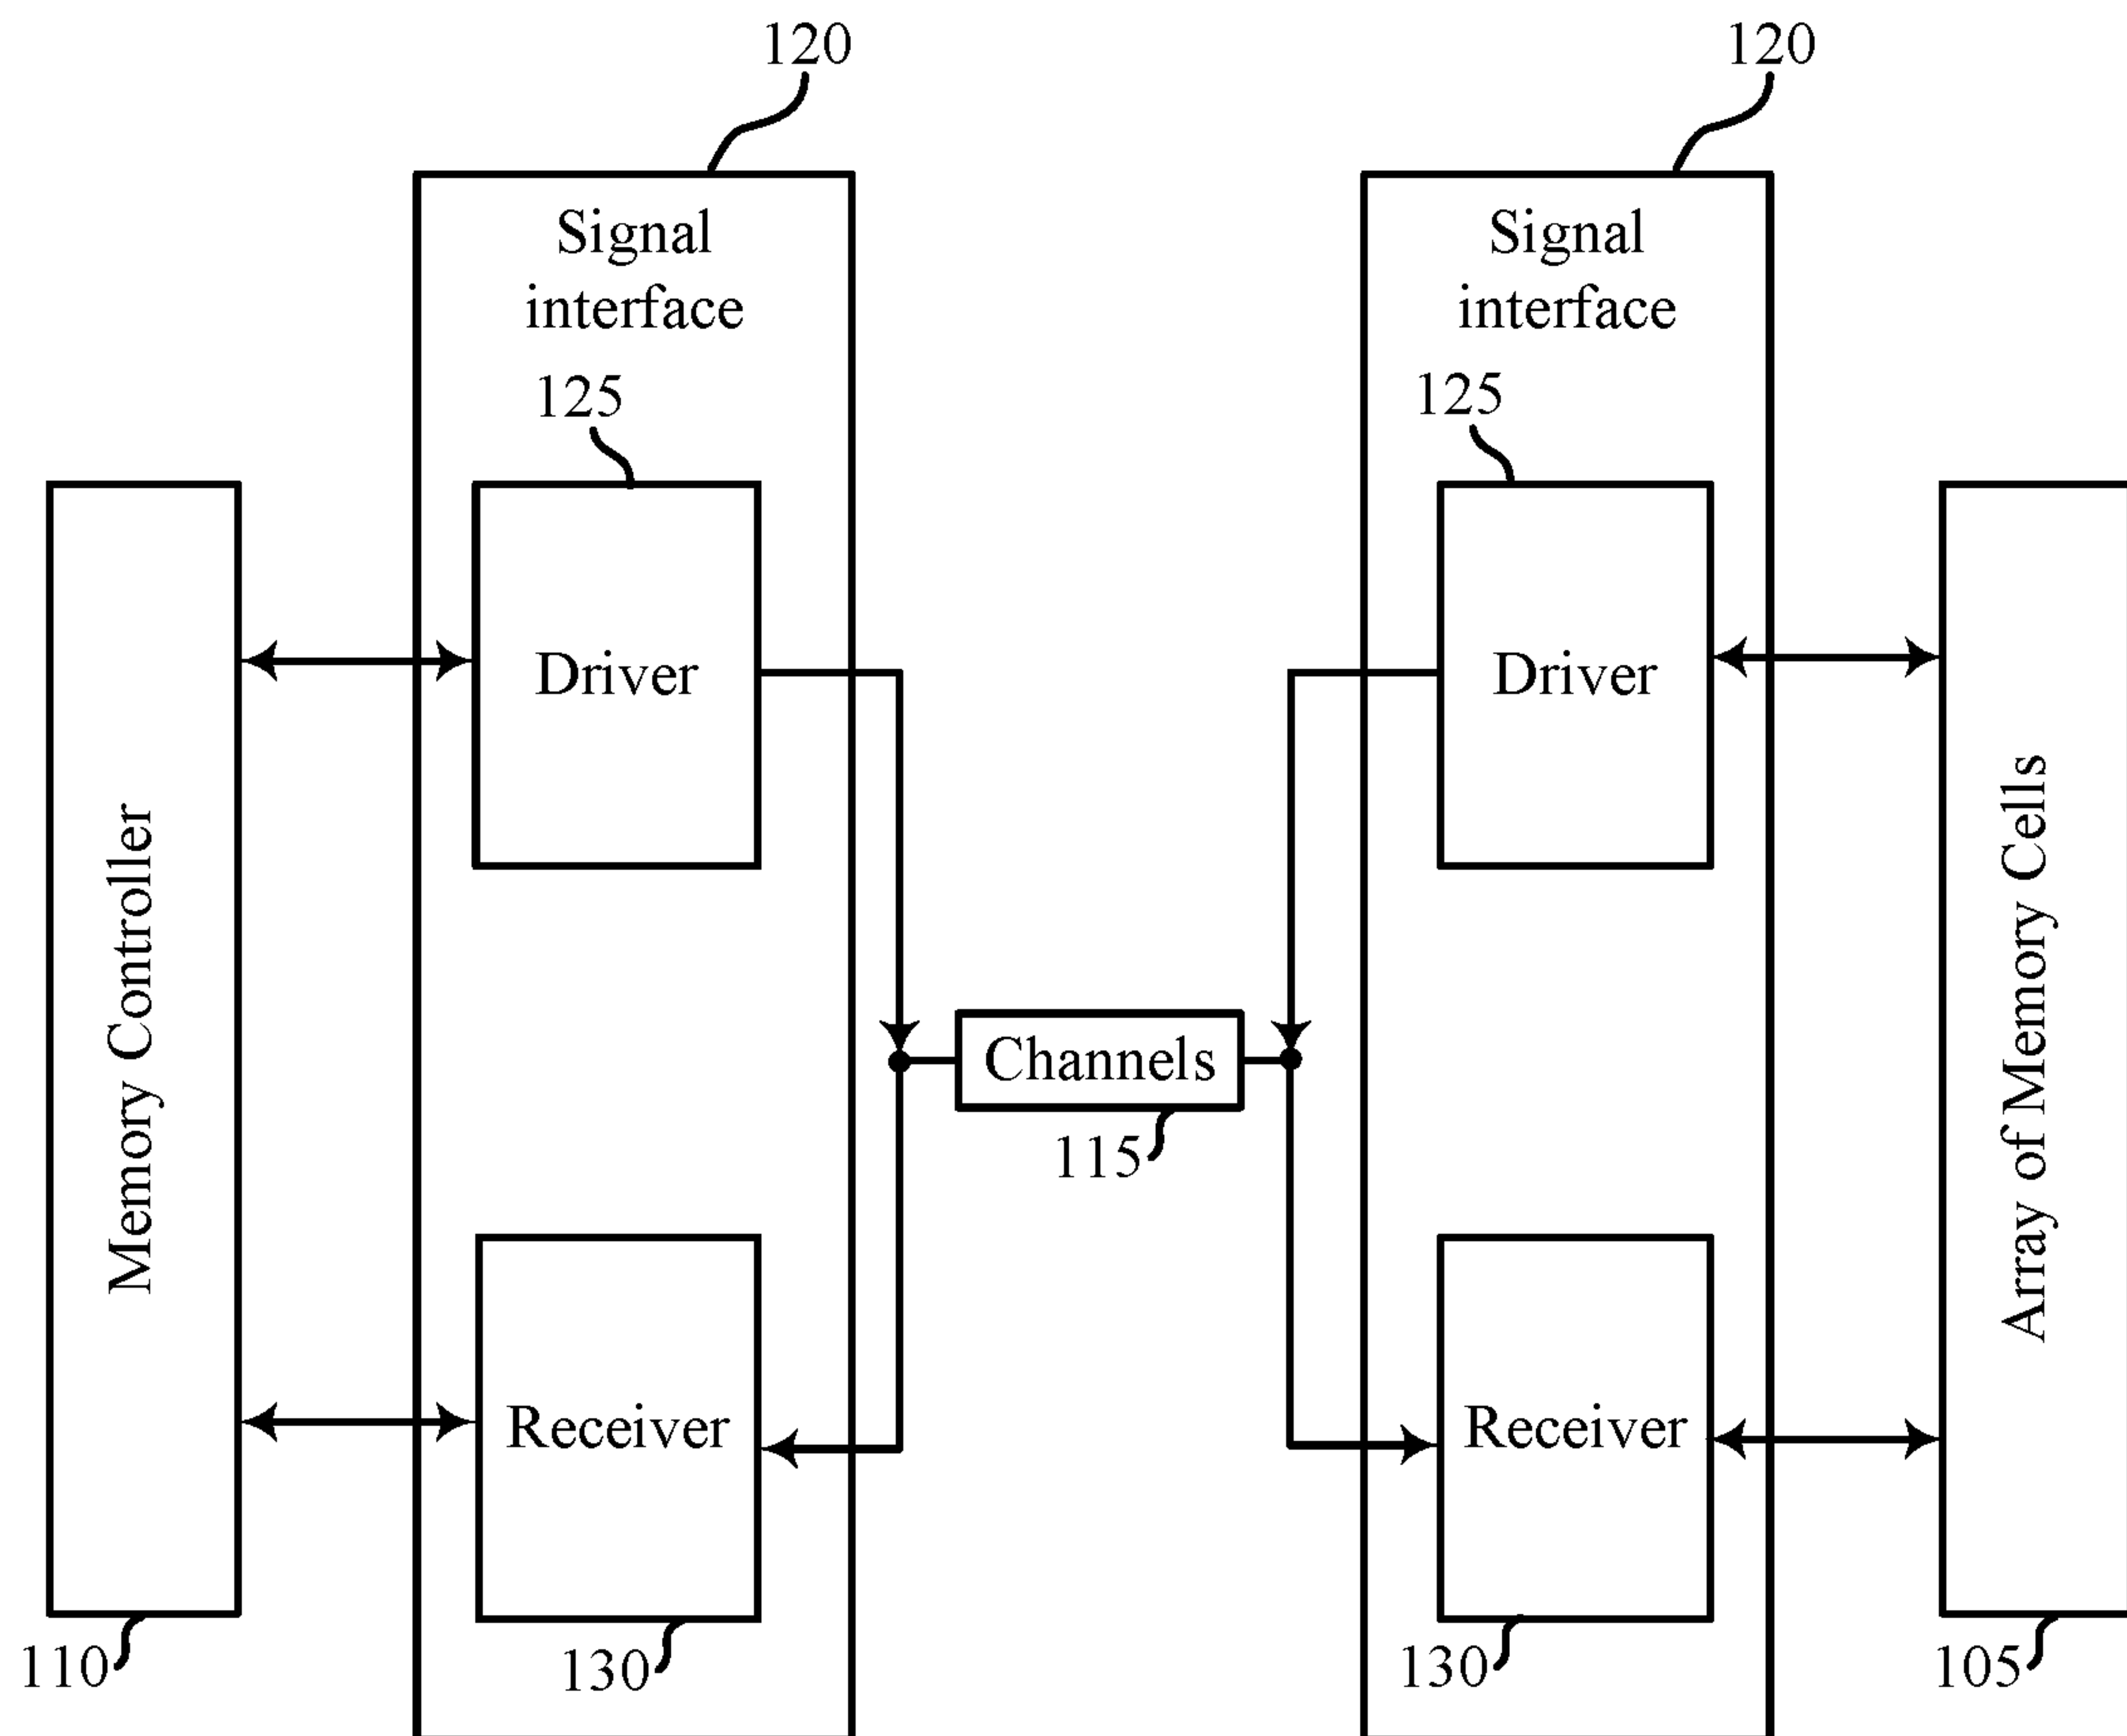 120
120
Signal
interface
Signal
interface
125
125
Driver
Driver
Memory Controller
Array of Memory Cells
Channels
115
Receiver
Receiver
110
130
130
105